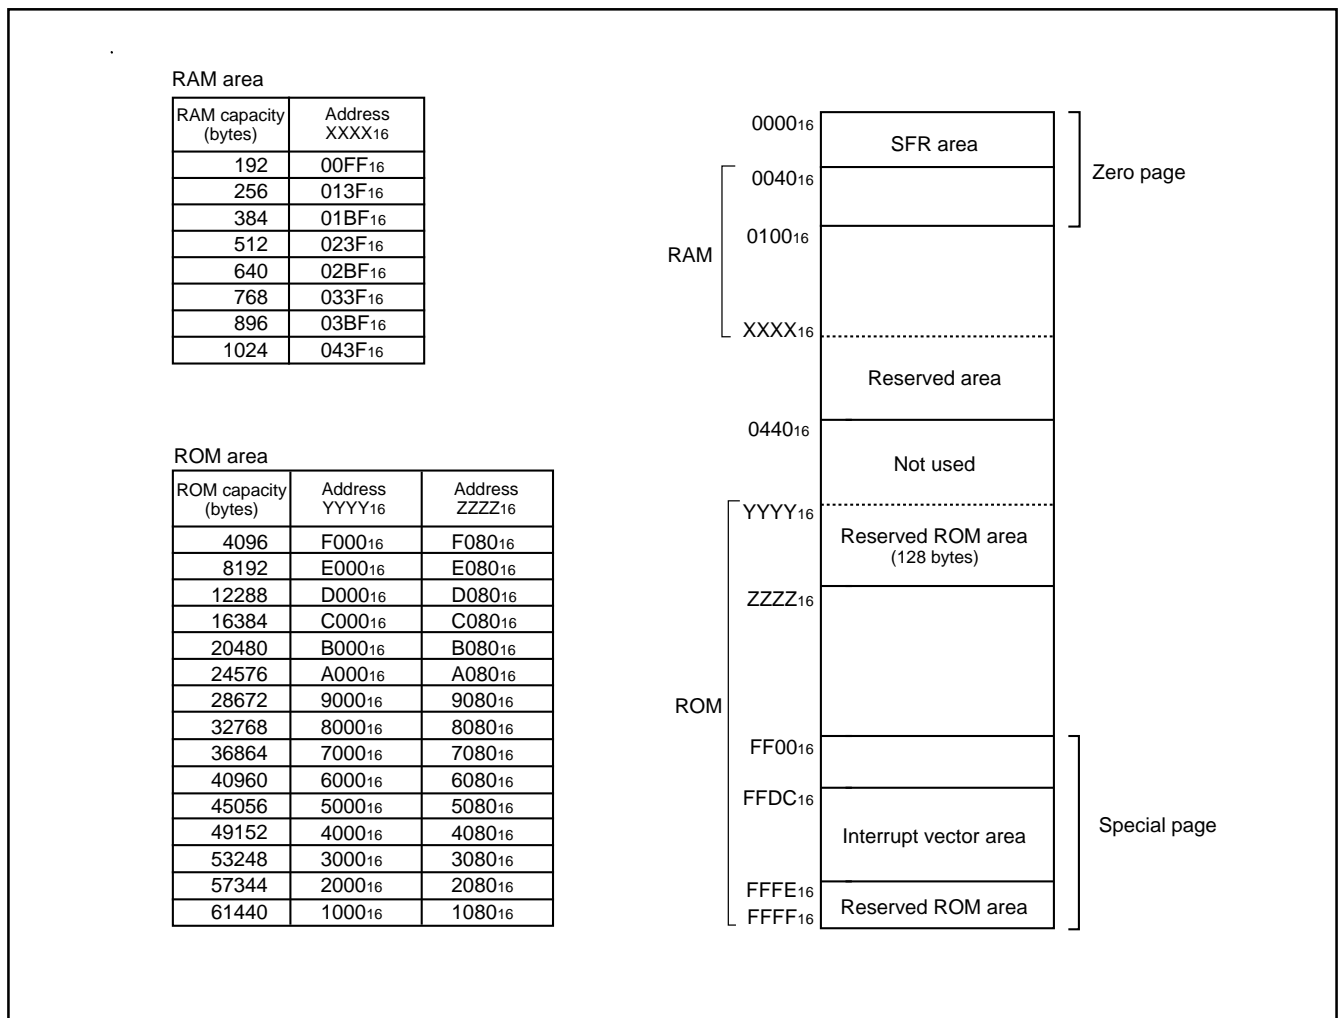 RAM area
RAM capacity (bytes) Address XXXX16
192 00FF16
256 013F16
384 01BF16
512 023F16
640 02BF16
768 033F16
896 03BF16
1024 043F16
ROM area
ROM capacity (bytes) Address YYYY16 Address ZZZZ16
4096 F00016 F08016
8192 E00016 E08016
12288 D00016 D08016
16384 C00016 C08016
20480 B00016 B08016
24576 A00016 A08016
28672 900016 908016
32768 800016 808016
36864 700016 708016
40960 600016 608016
45056 500016 508016
49152 400016 408016
53248 300016 308016
57344 200016 208016
61440 100016 108016
000016
SFR area
Zero page
004016
010016
RAM
XXXX16
Reserved area
044016
Not used
YYYY16
Reserved ROM area
(128 bytes)
ZZZZ16
ROM
FF0016
FFDC16
Interrupt vector area
Special page
FFFE16
Reserved ROM area
FFFF16